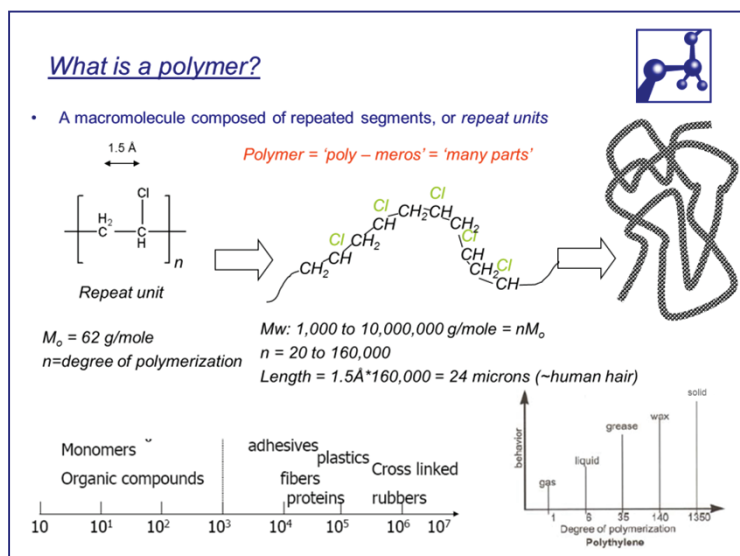 What is a polymer?
• A macromolecule composed of repeated segments, or repeat units
1.5 Å
Polymer = ‘poly – meros’ = ‘many parts’
Cl
H₂
C
C
H
n
Repeat unit
CH₂
Cl
CH
CH₂
Cl
CH
CH₂
Cl
CH
CH₂
Cl
CH
CH₂
Cl
CH
Mₒ = 62 g/mole
n=degree of polymerization
Mw: 1,000 to 10,000,000 g/mole = nMₒ
n = 20 to 160,000
Length = 1.5Å*160,000 = 24 microns (~human hair)
Monomers
Organic compounds
adhesives
plastics
fibers
Cross linked
proteins
rubbers
10 10¹ 10² 10³ 10⁴ 10⁵ 10⁶ 10⁷
behavior
gas
liquid
grease
wax
solid
1 6 35 140 1350
Degree of polymerization
Polythylene